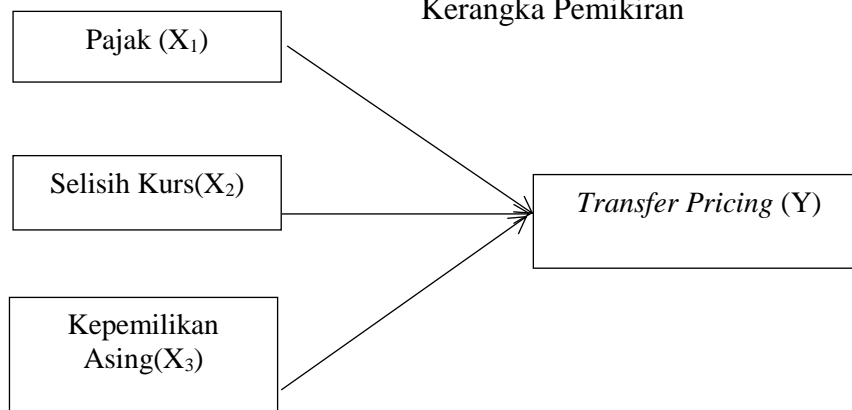 Kerangka Pemikiran
Pajak (X₁)
Selisih Kurs(X₂)
Transfer Pricing (Y)
Kepemilikan
Asing(X₃)